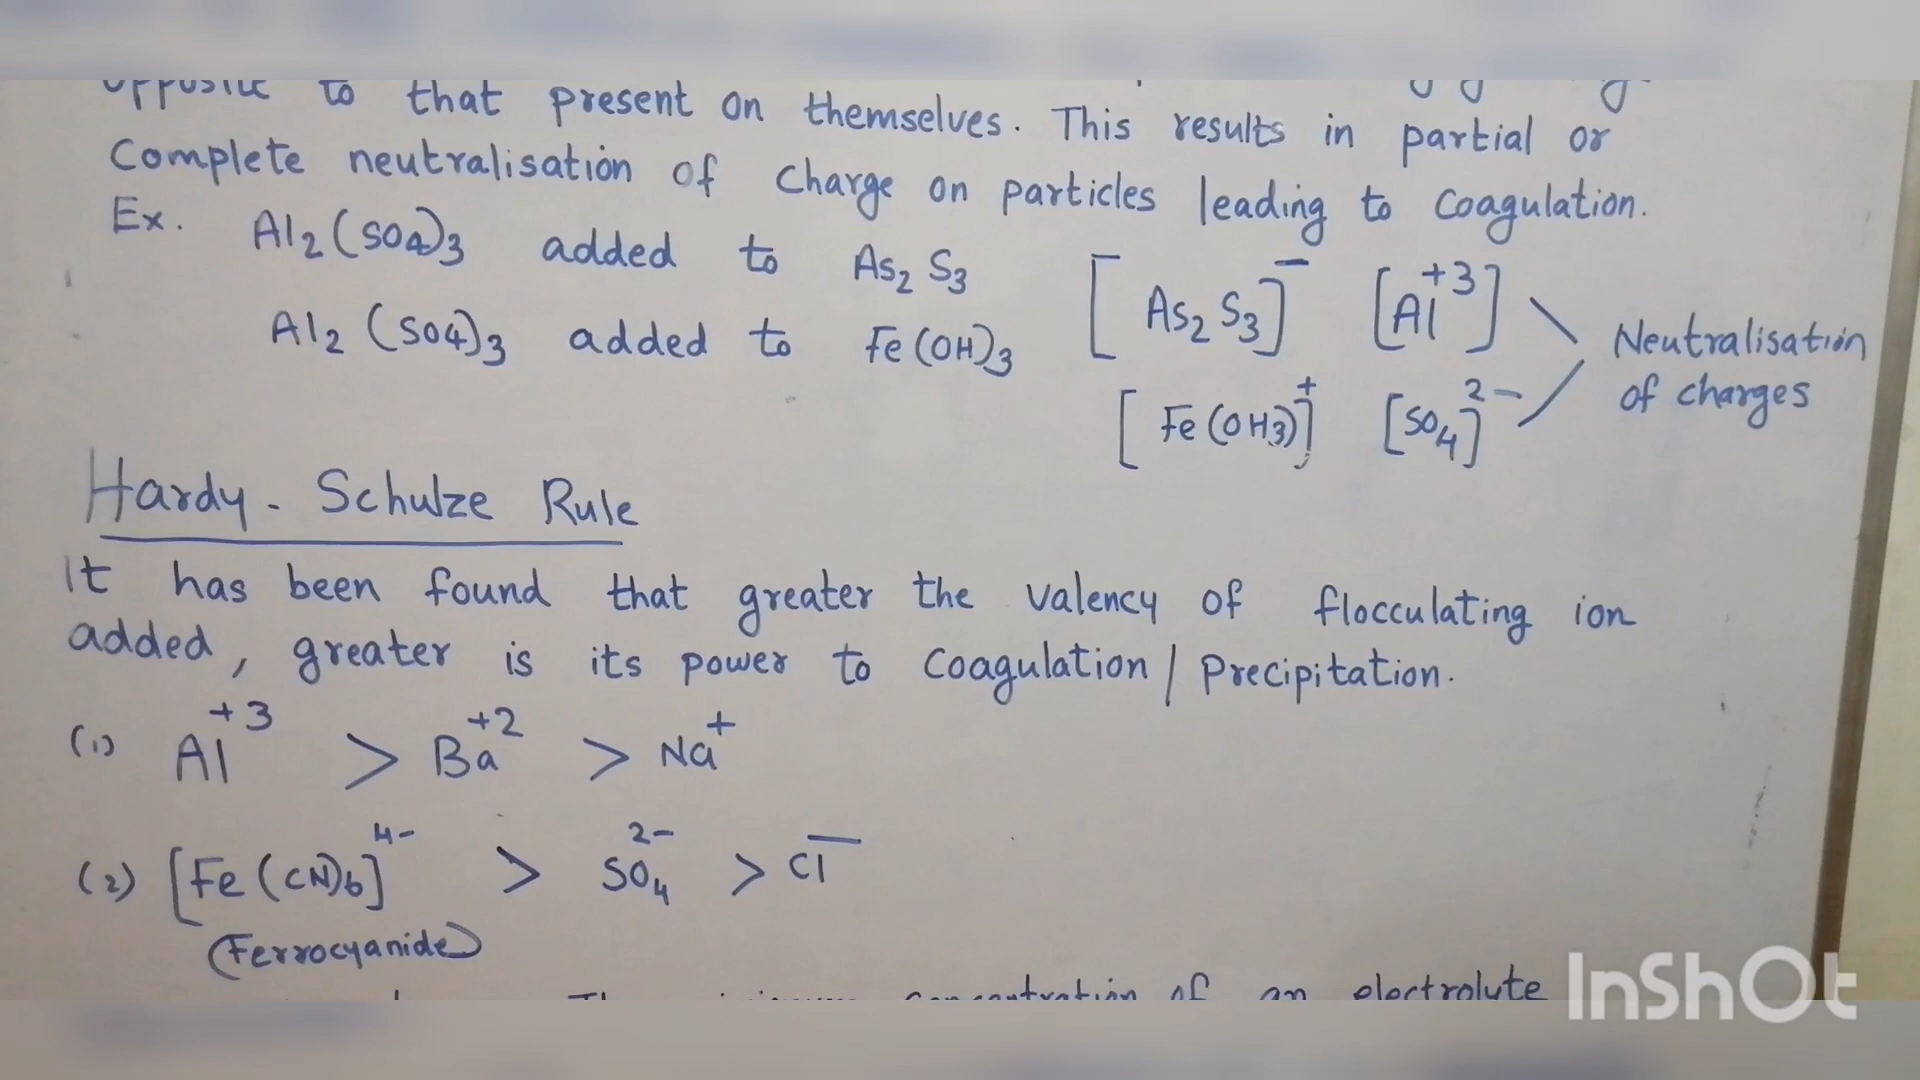 opposite to that present on themselves. This results in partial or
Complete neutralisation of Charge on particles leading to Coagulation.
Ex. Al₂(SO₄)₃ added to As₂S₃ [As₂S₃]⁻ [Al⁺³]
Al₂(SO₄)₃ added to Fe(OH)₃ [Fe(OH₃)]⁺ [SO₄]²⁻
Neutralisation
of charges
Hardy-Schulze Rule
It has been found that greater the valency of flocculating ion
added, greater is its power to Coagulation / Precipitation.
(1) Al⁺³ > Ba⁺² > Na⁺
(2) [Fe(CN)₆]⁴⁻ > SO₄²⁻ > Cl⁻
(Ferrocyanide)
concentration of an electrolyte
InShOt